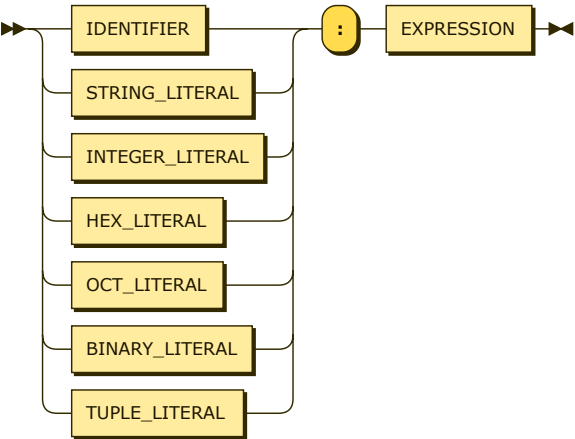 IDENTIFIER : EXPRESSION
STRING_LITERAL
INTEGER_LITERAL
HEX_LITERAL
OCT_LITERAL
BINARY_LITERAL
TUPLE_LITERAL